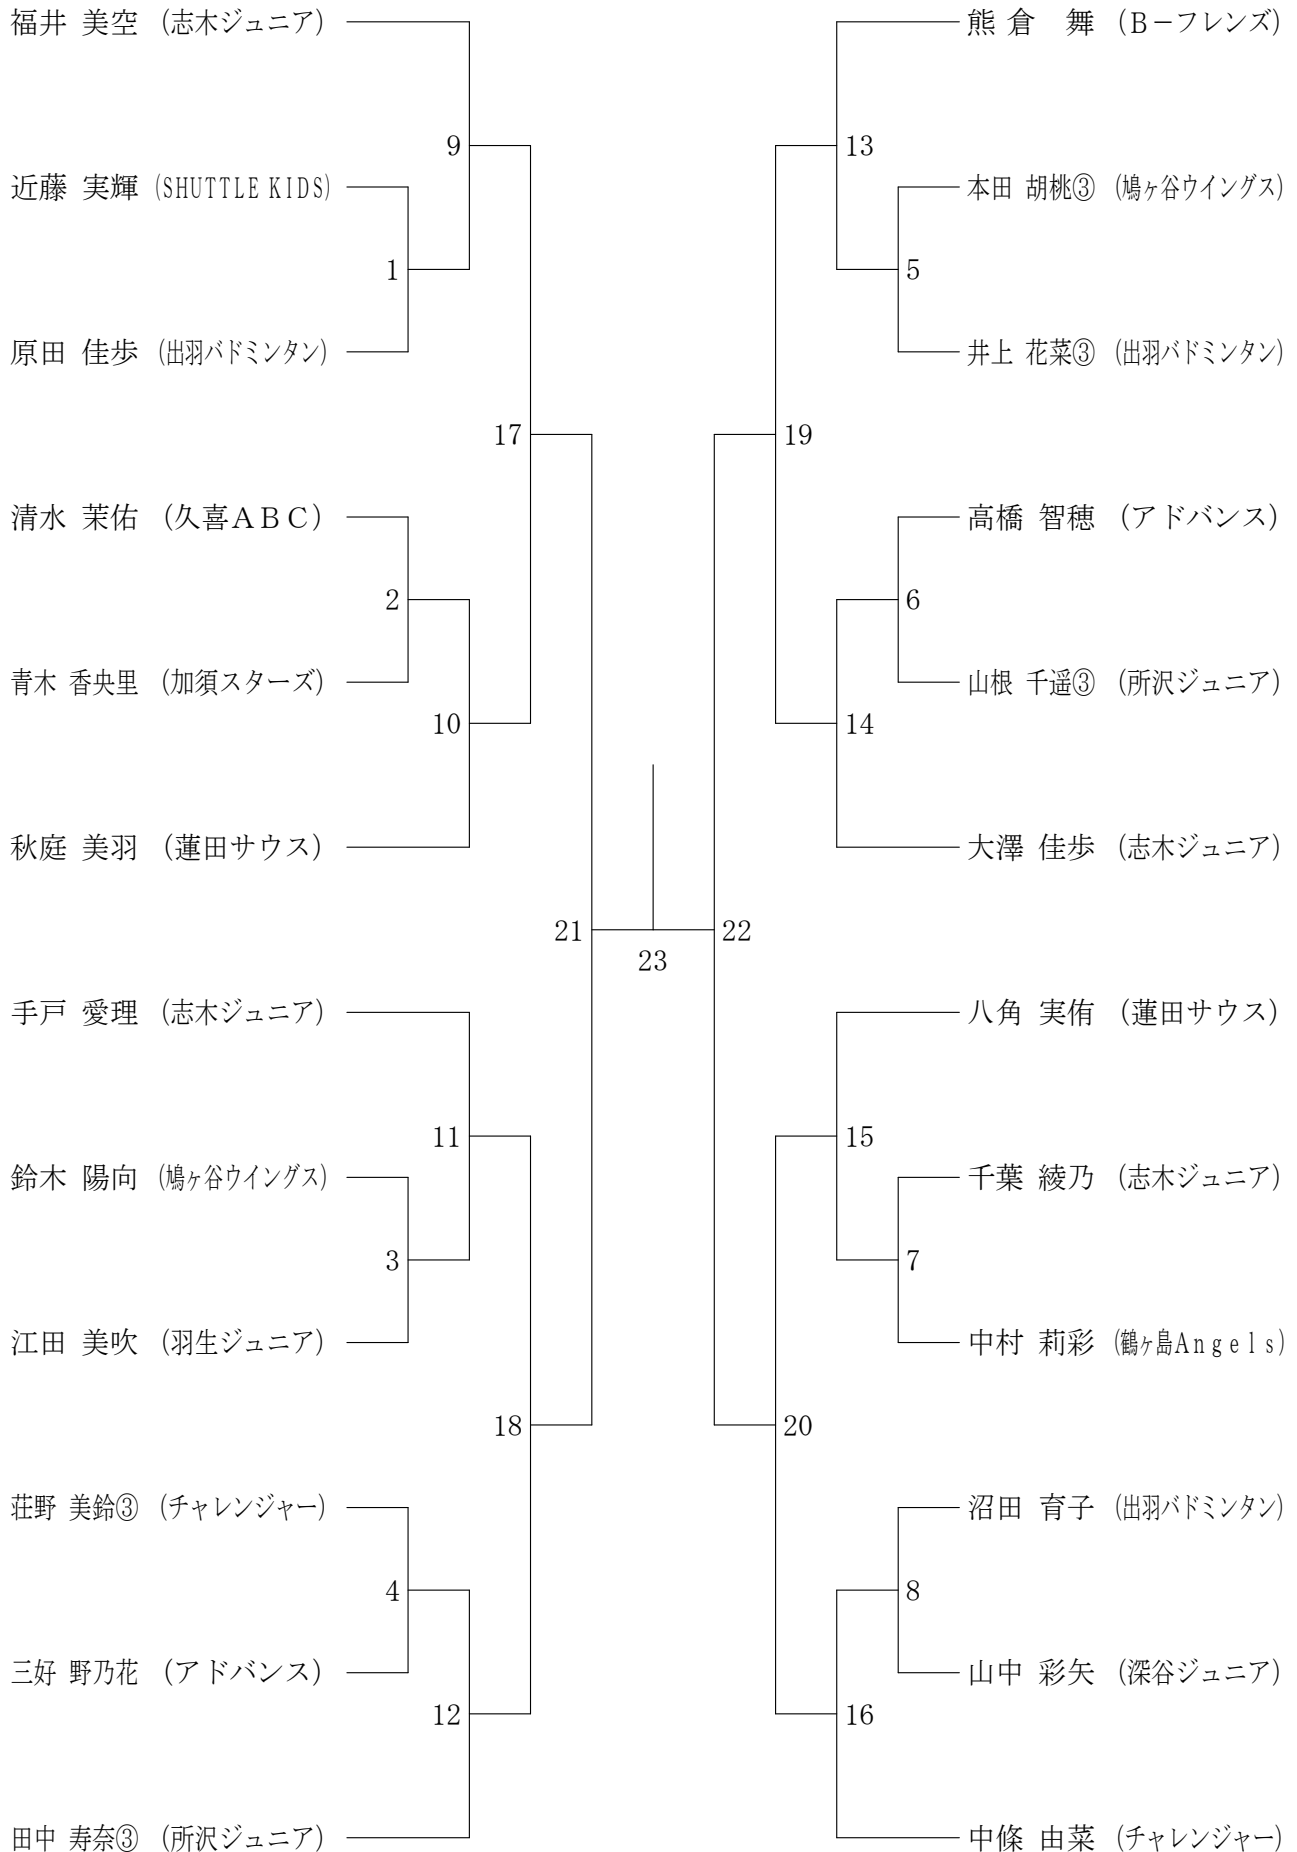 福井 美空 (志木ジュニア)
9
近藤 実輝 (SHUTTLE KIDS)
1
原田 佳歩 (出羽バドミンタン)
17
清水 茉佑 (久喜ABC)
2
青木 香央里 (加須スターズ)
10
秋庭 美羽 (蓮田サウス)
21
手戸 愛理 (志木ジュニア)
11
鈴木 陽向 (鳩ヶ谷ウイングス)
3
江田 美吹 (羽生ジュニア)
18
荘野 美鈴③ (チャレンジャー)
4
三好 野乃花 (アドバンス)
12
田中 寿奈③ (所沢ジュニア)
23
熊倉 舞 (B-フレンズ)
13
本田 胡桃③ (鳩ヶ谷ウイングス)
5
井上 花菜③ (出羽バドミンタン)
19
高橋 智穂 (アドバンス)
6
山根 千遥③ (所沢ジュニア)
14
大澤 佳歩 (志木ジュニア)
22
八角 実侑 (蓮田サウス)
15
千葉 綾乃 (志木ジュニア)
7
中村 莉彩 (鶴ヶ島Angels)
20
沼田 育子 (出羽バドミンタン)
8
山中 彩矢 (深谷ジュニア)
16
中條 由菜 (チャレンジャー)